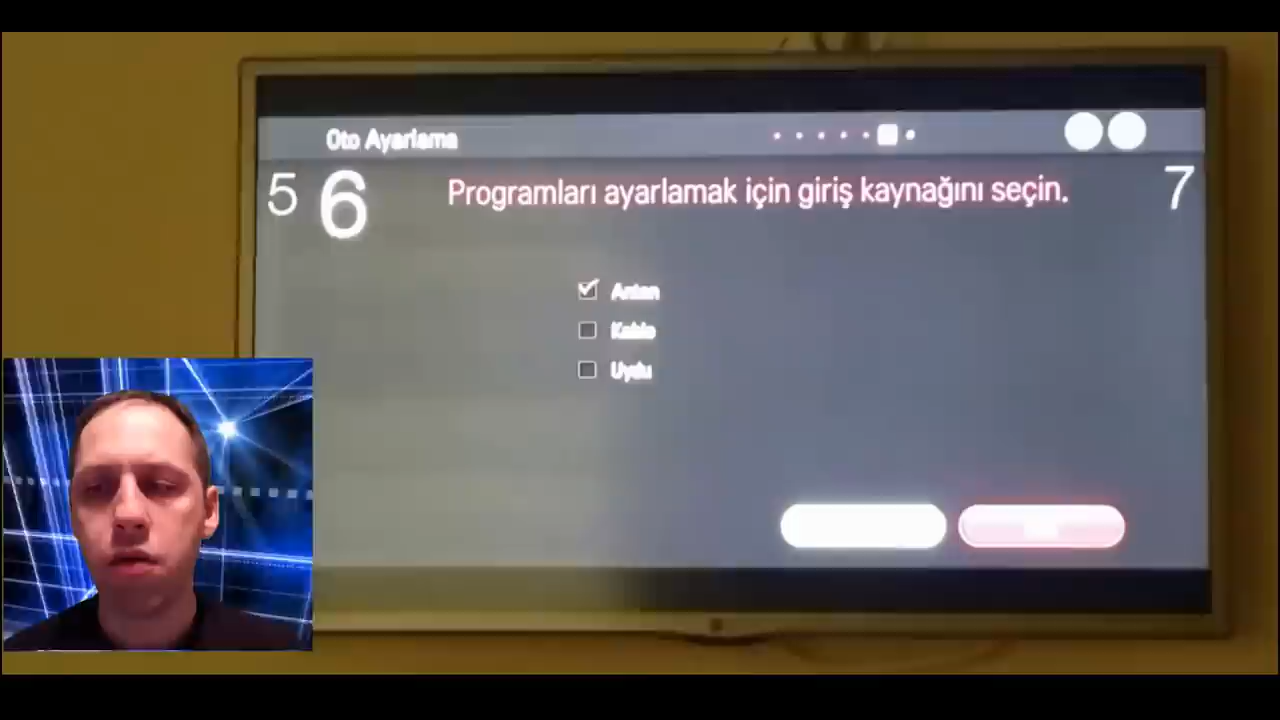 Oto Ayarlama
5 6 7
Programları ayarlamak için giriş kaynağını seçin.
Anten
Kablo
Uydu